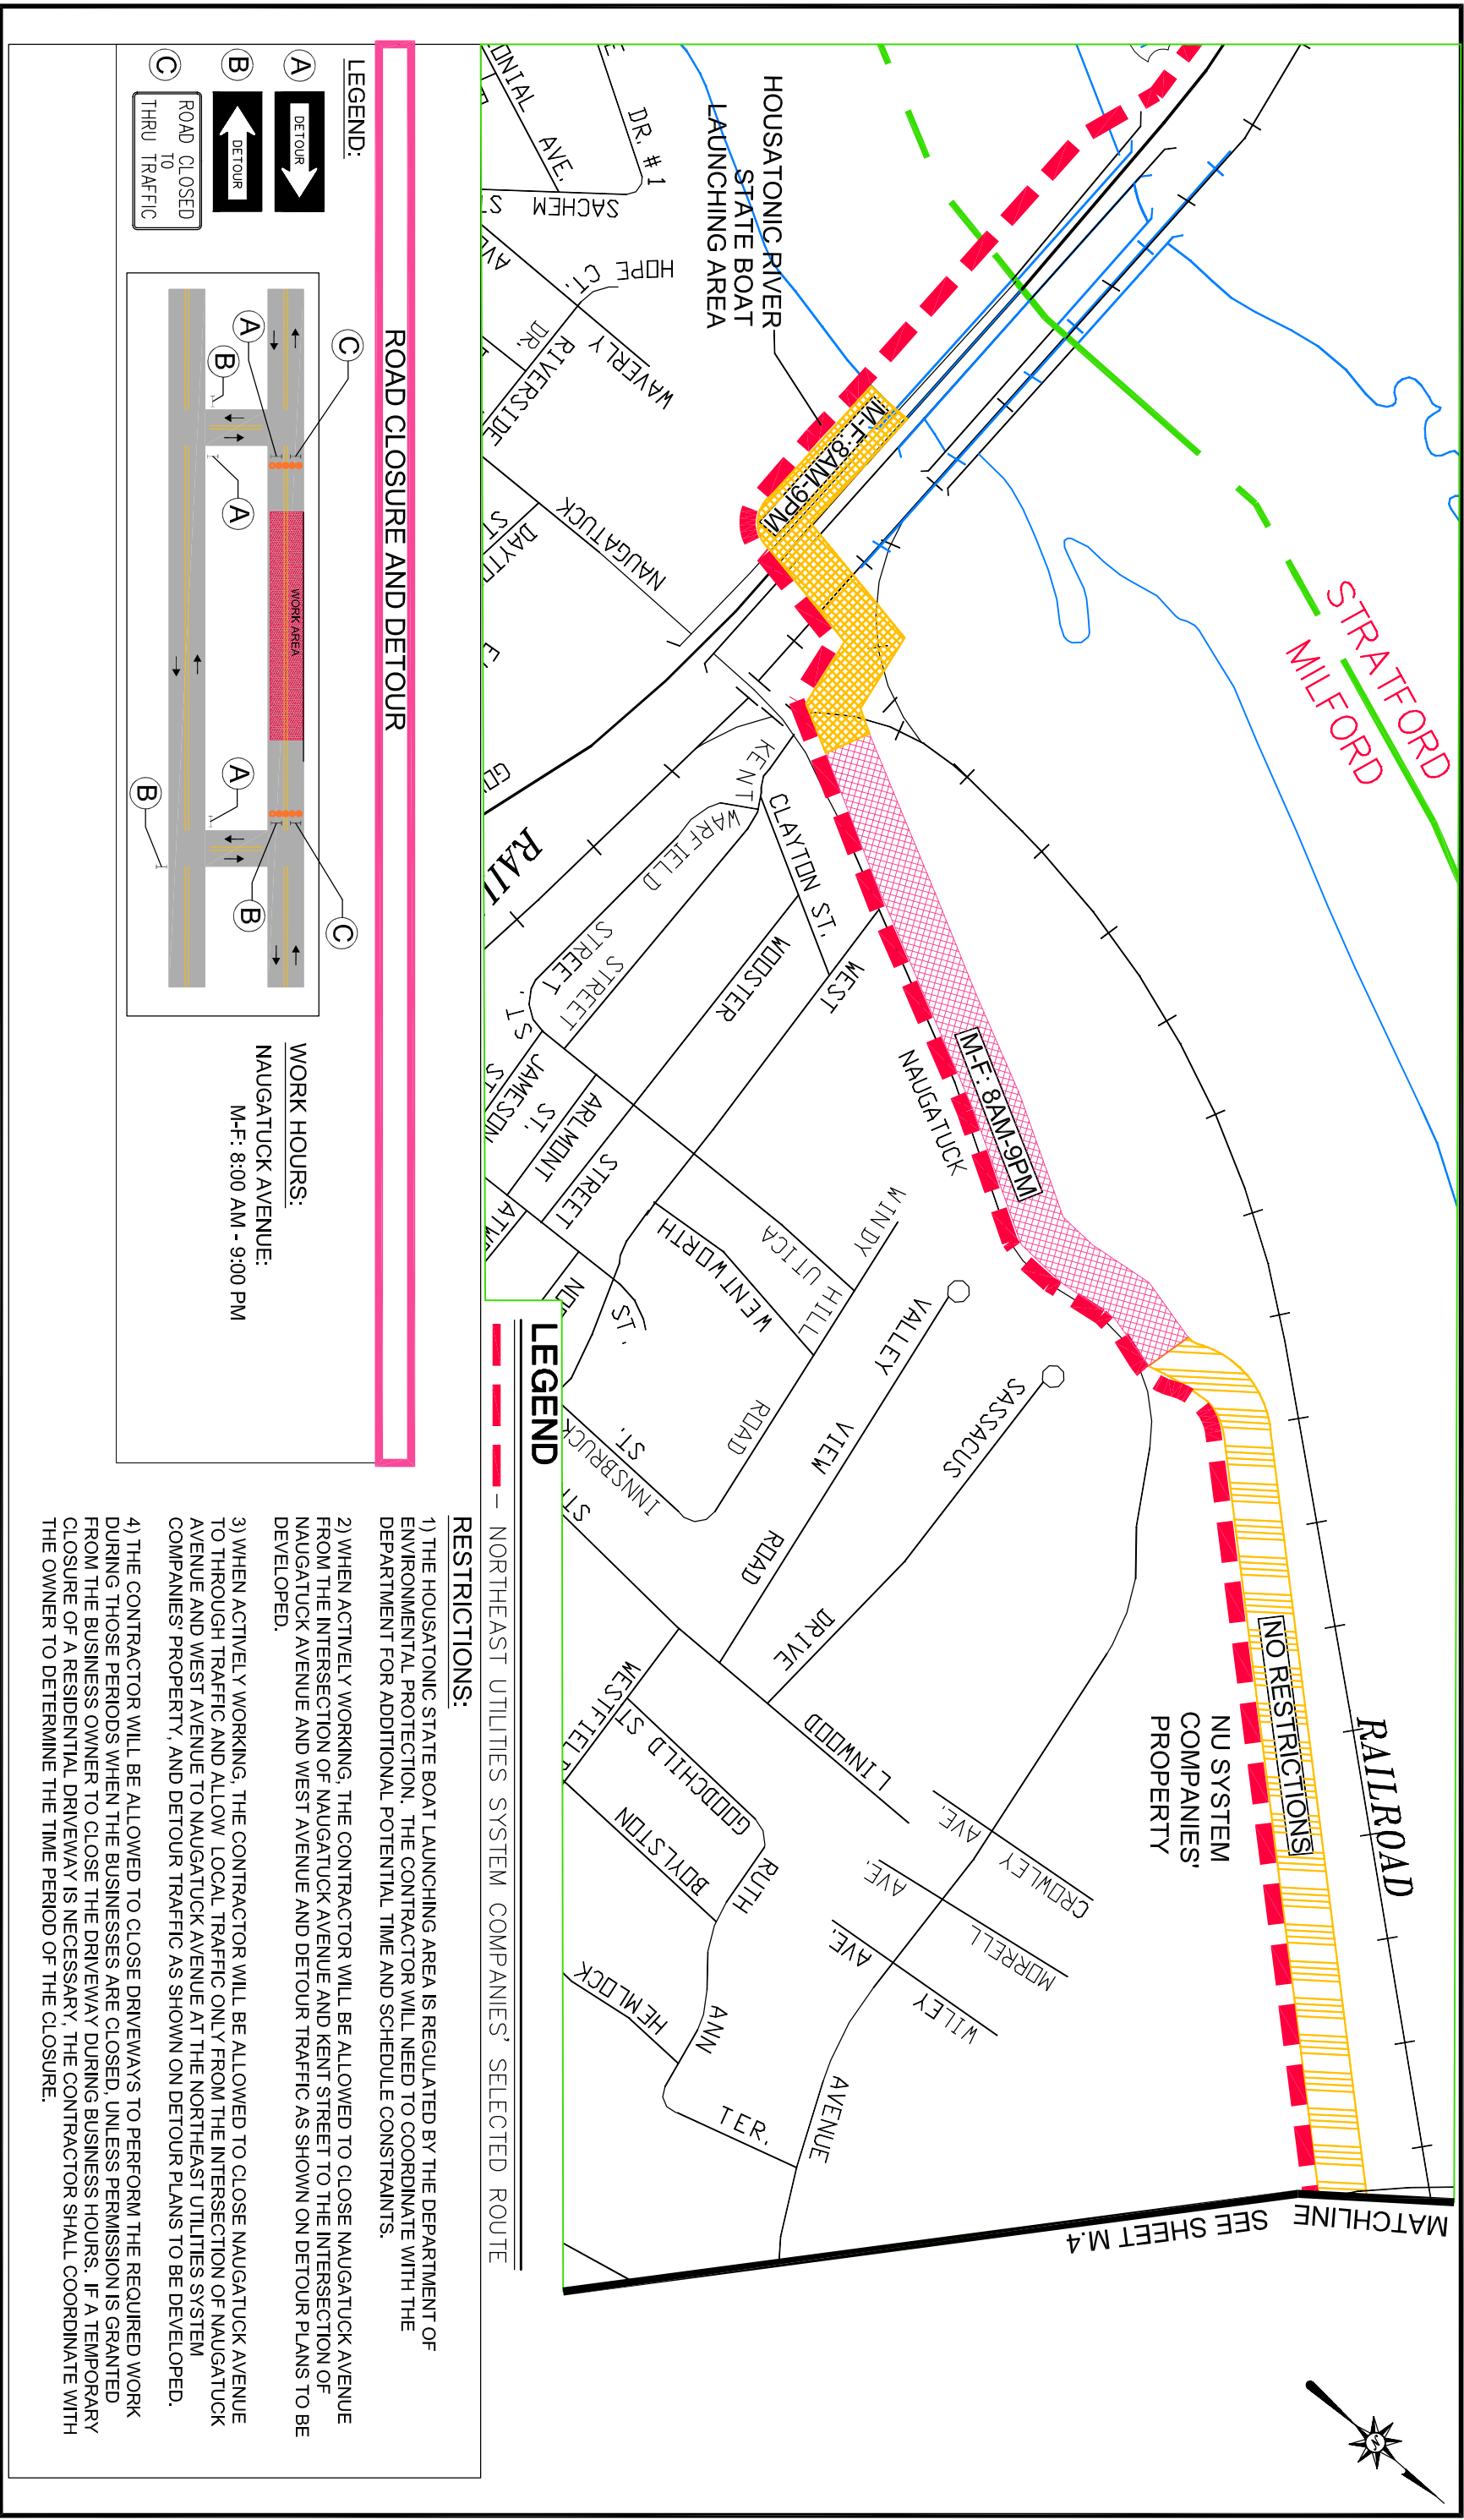 STRATFORD
MILFORD
RAILROAD
MATCHLINE
SEE SHEET M.4
HOUSATONIC RIVER
STATE BOAT
LAUNCHING AREA
M-F:8AM-9PM
M-F: 8AM-9PM
NO RESTRICTIONS
NU SYSTEM
COMPANIES'
PROPERTY
NAUGATUCK
DR. #1
AVE.
SACHEM
HOPE CT.
WAVERLY
AVE
RIVERSIDE
DR.
NAUGATUCK
KENT
CLAYTON ST.
WARFIELD
STREET
STREET
WOOSTER
STREET
WEST
ST.
JAMESON
ST.
ARLMONT
ST.
WENTWORTH
UTICA
ST.
WINDY
HILL
ROAD
VALLEY
VIEW
ROAD
SASSACUS
DRIVE
INNSBRUCK
ST.
LINWOOD
GOODCHILD ST
BOYLSTON
RUTH
ANN
TER.
HEMLOCK
CROWLEY
AVE.
MORRELL
AVE.
WILEY
AVE.
AVENUE
LEGEND
NORTHEAST UTILITIES SYSTEM COMPANIES' SELECTED ROUTE
ROAD CLOSURE AND DETOUR
LEGEND:
A
DETOUR
B
DETOUR
C
ROAD CLOSED
TO
THRU TRAFFIC
C
A
B
A
WORK AREA
A
B
B
C
WORK HOURS:
NAUGATUCK AVENUE:
M-F: 8:00 AM - 9:00 PM
RESTRICTIONS:
1) THE HOUSATONIC STATE BOAT LAUNCHING AREA IS REGULATED BY THE DEPARTMENT OF
ENVIRONMENTAL PROTECTION. THE CONTRACTOR WILL NEED TO COORDINATE WITH THE
DEPARTMENT FOR ADDITIONAL POTENTIAL TIME AND SCHEDULE CONSTRAINTS.
2) WHEN ACTIVELY WORKING, THE CONTRACTOR WILL BE ALLOWED TO CLOSE NAUGATUCK AVENUE
FROM THE INTERSECTION OF NAUGATUCK AVENUE AND KENT STREET TO THE INTERSECTION OF
NAUGATUCK AVENUE AND WEST AVENUE AND DETOUR TRAFFIC AS SHOWN ON DETOUR PLANS TO BE
DEVELOPED.
3) WHEN ACTIVELY WORKING, THE CONTRACTOR WILL BE ALLOWED TO CLOSE NAUGATUCK AVENUE
TO THROUGH TRAFFIC AND ALLOW LOCAL TRAFFIC ONLY FROM THE INTERSECTION OF NAUGATUCK
AVENUE AND WEST AVENUE TO NAUGATUCK AVENUE AT THE NORTHEAST UTILITIES SYSTEM
COMPANIES' PROPERTY, AND DETOUR TRAFFIC AS SHOWN ON DETOUR PLANS TO BE DEVELOPED.
4) THE CONTRACTOR WILL BE ALLOWED TO CLOSE DRIVEWAYS TO PERFORM THE REQUIRED WORK
DURING THOSE PERIODS WHEN THE BUSINESSES ARE CLOSED, UNLESS PERMISSION IS GRANTED
FROM THE BUSINESS OWNER TO CLOSE THE DRIVEWAY DURING BUSINESS HOURS. IF A TEMPORARY
CLOSURE OF A RESIDENTIAL DRIVEWAY IS NECESSARY, THE CONTRACTOR SHALL COORDINATE WITH
THE OWNER TO DETERMINE THE TIME PERIOD OF THE CLOSURE.